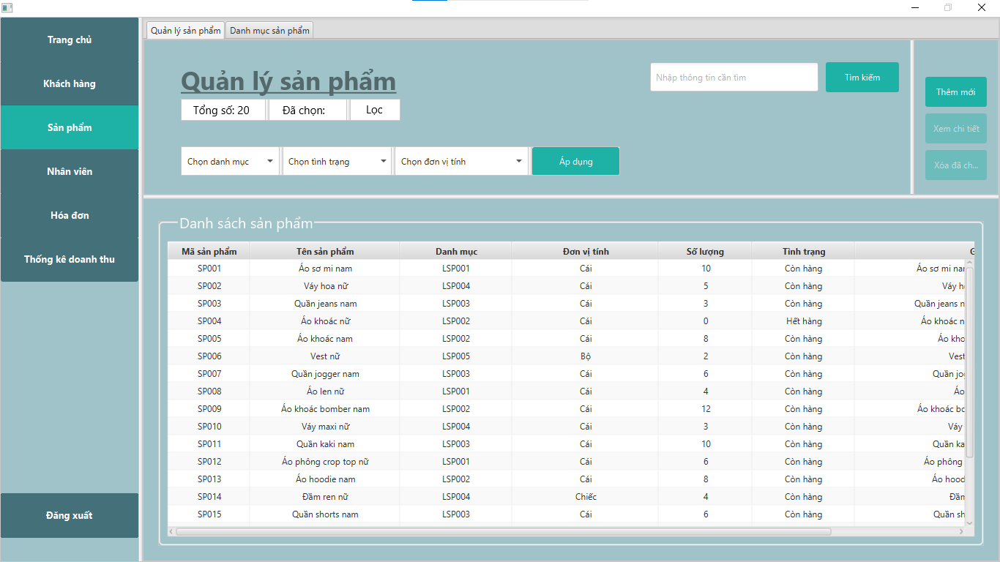 Trang chủ
Khách hàng
Sản phẩm
Nhân viên
Hóa đơn
Thống kê doanh thu
Đăng xuất
Quản lý sản phẩm Danh mục sản phẩm
Quản lý sản phẩm
Tổng số: 20 Đã chọn: Lọc
Nhập thông tin cần tìm Tìm kiếm
Chọn danh mục Chọn tình trạng Chọn đơn vị tính Áp dụng
Thêm mới
Xem chi tiết
Xóa đã ch...
Danh sách sản phẩm
Mã sản phẩm Tên sản phẩm Danh mục Đơn vị tính Số lượng Tình trạng G
SP001 Áo sơ mi nam LSP001 Cái 10 Còn hàng Áo sơ mi nar
SP002 Váy hoa nữ LSP004 Cái 5 Còn hàng Váy h
SP003 Quần jeans nam LSP003 Cái 3 Còn hàng Quần jeans n
SP004 Áo khoác nữ LSP002 Cái 0 Hết hàng Áo khoác n
SP005 Áo khoác nam LSP002 Cái 8 Còn hàng Áo kho
SP006 Vest nữ LSP005 Bộ 2 Còn hàng Vest
SP007 Quần jogger nam LSP003 Cái 6 Còn hàng Quần jog
SP008 Áo len nữ LSP001 Cái 4 Còn hàng Áo
SP009 Áo khoác bomber nam LSP002 Cái 12 Còn hàng Áo khoác bo
SP010 Váy maxi nữ LSP004 Cái 3 Còn hàng Váy
SP011 Quần kaki nam LSP003 Cái 10 Còn hàng Quần ka
SP012 Áo phông crop top nữ LSP001 Cái 6 Còn hàng Áo phông
SP013 Áo hoodie nam LSP002 Cái 8 Còn hàng Áo hood
SP014 Đầm ren nữ LSP004 Chiếc 4 Còn hàng Đầm
SP015 Quần shorts nam LSP003 Cái 6 Còn hàng Quần sh